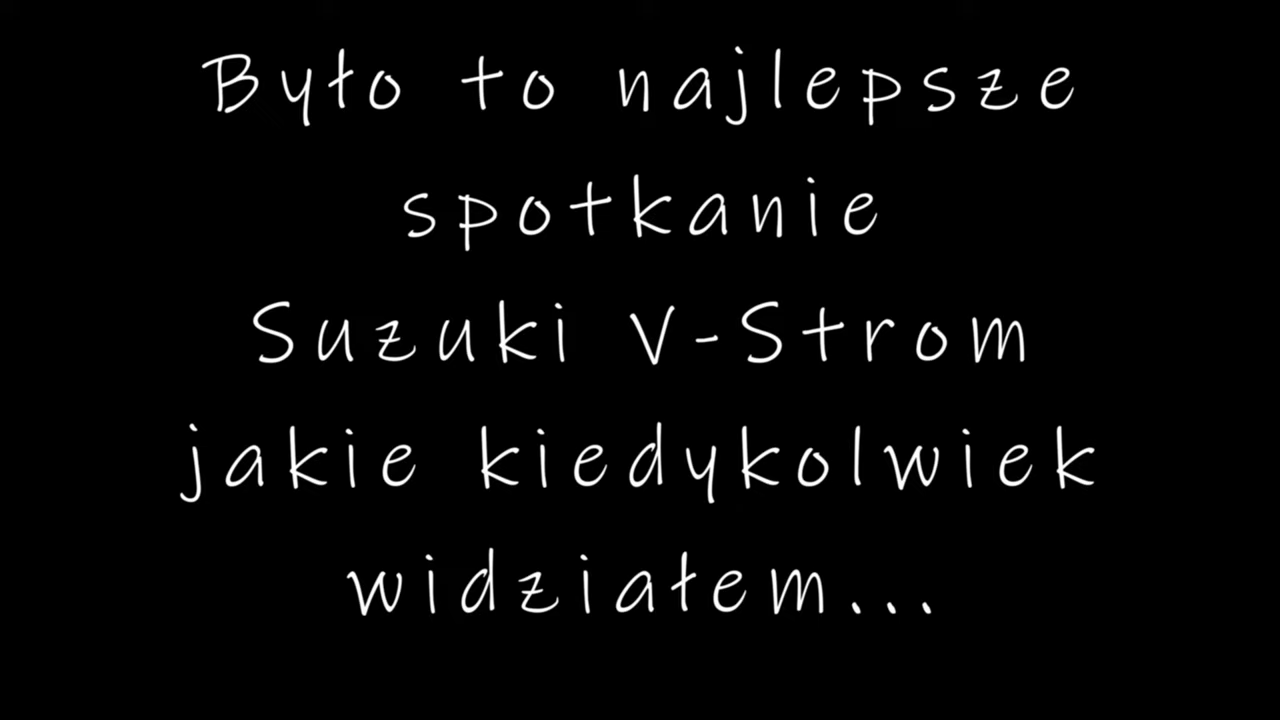 Było to najlepsze
spotkanie
Suzuki V-Strom
jakie kiedykolwiek
widziałem...